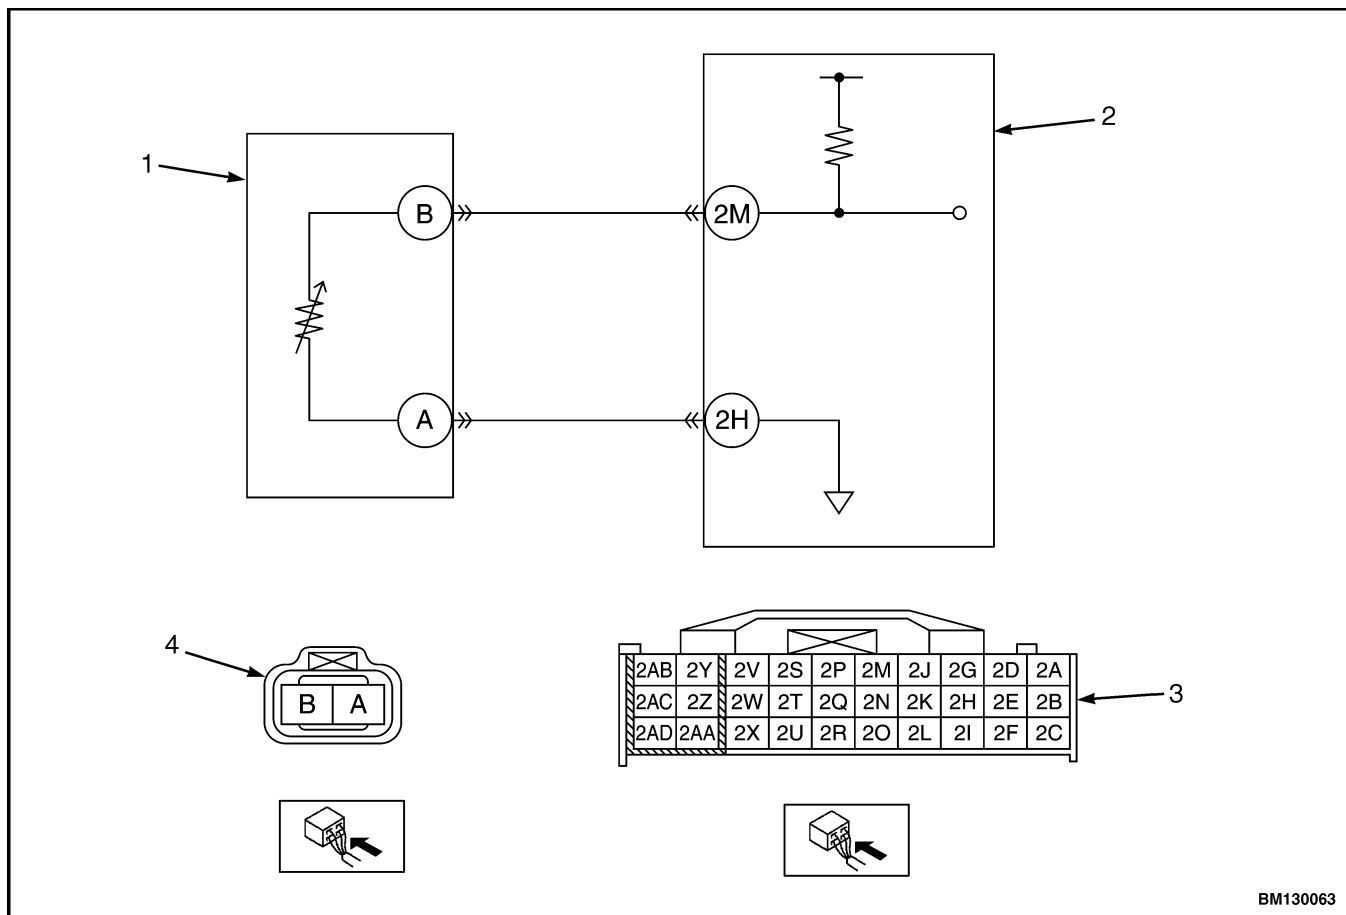 2
1
B
2M
A
2H
4
3
B A
2AB 2Y 2V 2S 2P 2M 2J 2G 2D 2A
2AC 2Z 2W 2T 2Q 2N 2K 2H 2E 2B
2AD 2AA 2X 2U 2R 2O 2L 2I 2F 2C
BM130063